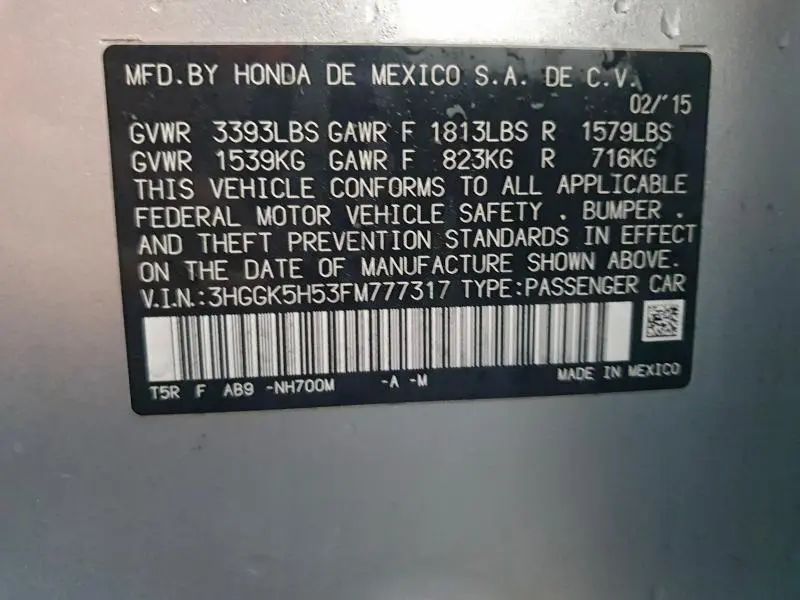 MFD.BY HONDA DE MEXICO S.A. DE C.V.
02/'15
GVWR 3393LBS GAWR F 1813LBS R 1579LBS
GVWR 1539KG GAWR F 823KG R 716KG
THIS VEHICLE CONFORMS TO ALL APPLICABLE
FEDERAL MOTOR VEHICLE SAFETY . BUMPER .
AND THEFT PREVENTION STANDARDS IN EFFECT
ON THE DATE OF MANUFACTURE SHOWN ABOVE.
V.I.N.:3HGGK5H53FM777317 TYPE:PASSENGER CAR
T5R F AB9 -NH700M -A -M MADE IN MEXICO